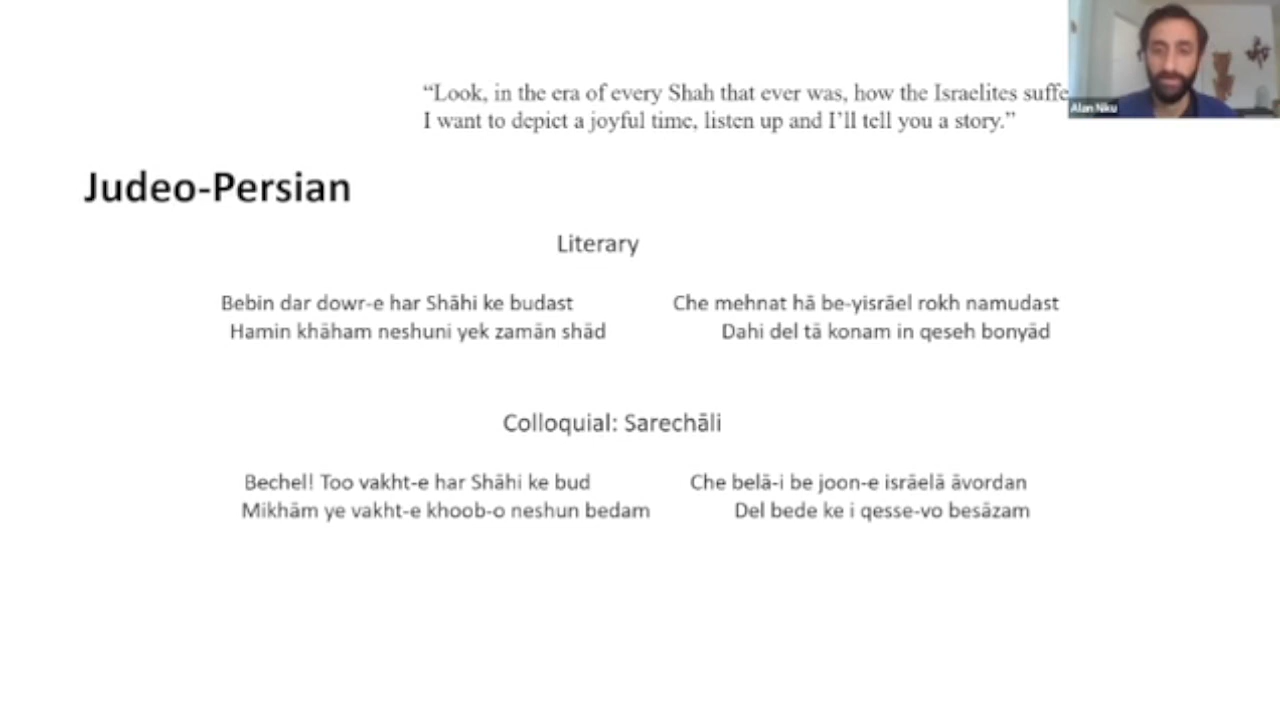 “Look, in the era of every Shah that ever was, how the Israelites suffe
I want to depict a joyful time, listen up and I’ll tell you a story.”
Alan Niku
Judeo-Persian
Literary
Bebin dar dowr-e har Shāhi ke budast Che mehnat hā be-yisrāel rokh namudast
Hamin khāham neshuni yek zamān shād Dahi del tā konam in qeseh bonyād
Colloquial: Sarechāli
Bechel! Too vakht-e har Shāhi ke bud Che belā-i be joon-e isrāelā āvordan
Mikhām ye vakht-e khoob-o neshun bedam Del bede ke i qesse-vo besāzam